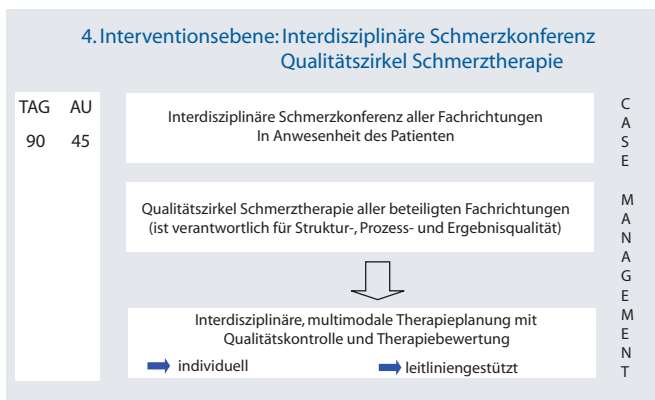 4. Interventionsebene: Interdisziplinäre Schmerzkonferenz
Qualitätszirkel Schmerztherapie
TAG AU
90 45
Interdisziplinäre Schmerzkonferenz aller Fachrichtungen
In Anwesenheit des Patienten
Qualitätszirkel Schmerztherapie aller beteiligten Fachrichtungen
(ist verantwortlich für Struktur-, Prozess- und Ergebnisqualität)
Interdisziplinäre, multimodale Therapieplanung mit
Qualitätskontrolle und Therapiebewertung
individuell
leitliniengestützt
C
A
S
E
M
A
N
A
G
E
M
E
N
T